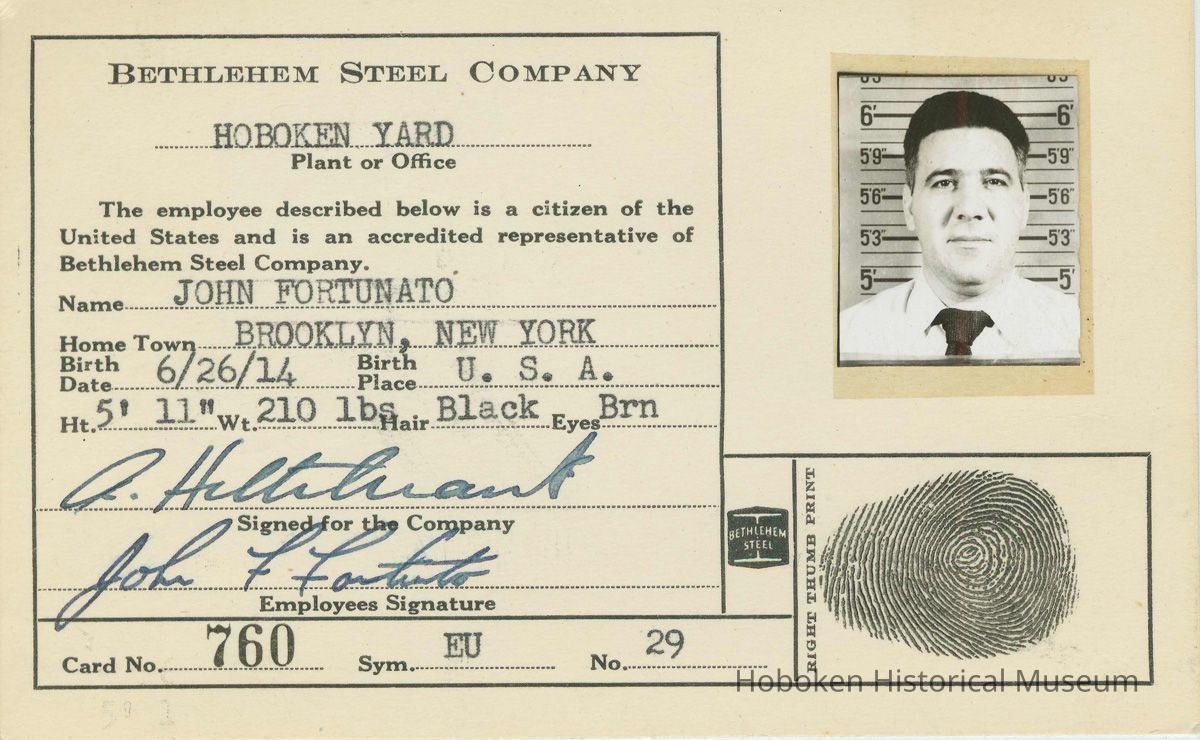 BETHLEHEM STEEL COMPANY
HOBOKEN YARD
Plant or Office
The employee described below is a citizen of the
United States and is an accredited representative of
Bethlehem Steel Company.
Name JOHN FORTUNATO
Home Town BROOKLYN, NEW YORK
Birth Date 6/26/14 Birth Place U. S. A.
Ht. 5' 11" Wt. 210 lbs Hair Black Eyes Brn
A.
Signed for the Company
John F Fortunato
Employees Signature
Card No. 760 Sym. EU No. 29
6' 6'
5'9" 5'9"
5'6" 5'6"
5'3" 5'3"
5' 5'
BETHLEHEM
STEEL
RIGHT THUMB PRINT
Hoboken Historical Museum